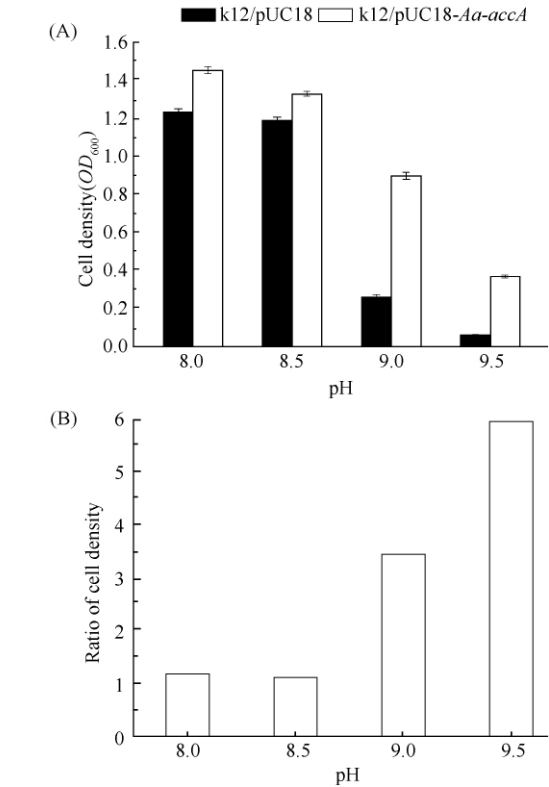 k12/pUC18 k12/pUC18-Aa-accA
(A)
Cell density(OD600)
1.6
1.4
1.2
1.0
0.8
0.6
0.4
0.2
0.0
8.0 8.5 9.0 9.5
pH
(B)
Ratio of cell density
6
5
4
3
2
1
0
8.0 8.5 9.0 9.5
pH